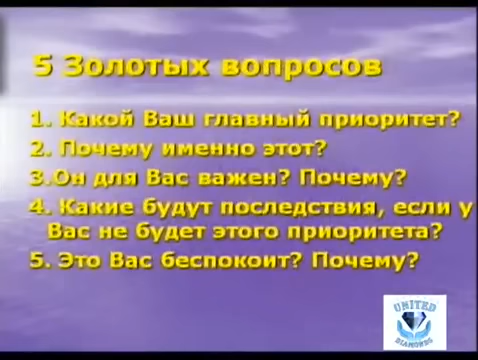 5 Золотых вопросов
1. Какой Ваш главный приоритет?
2. Почему именно этот?
3.Он для Вас важен? Почему?
4. Какие будут последствия, если у
Вас не будет этого приоритета?
5. Это Вас беспокоит? Почему?
UNITED
DIAMONDS